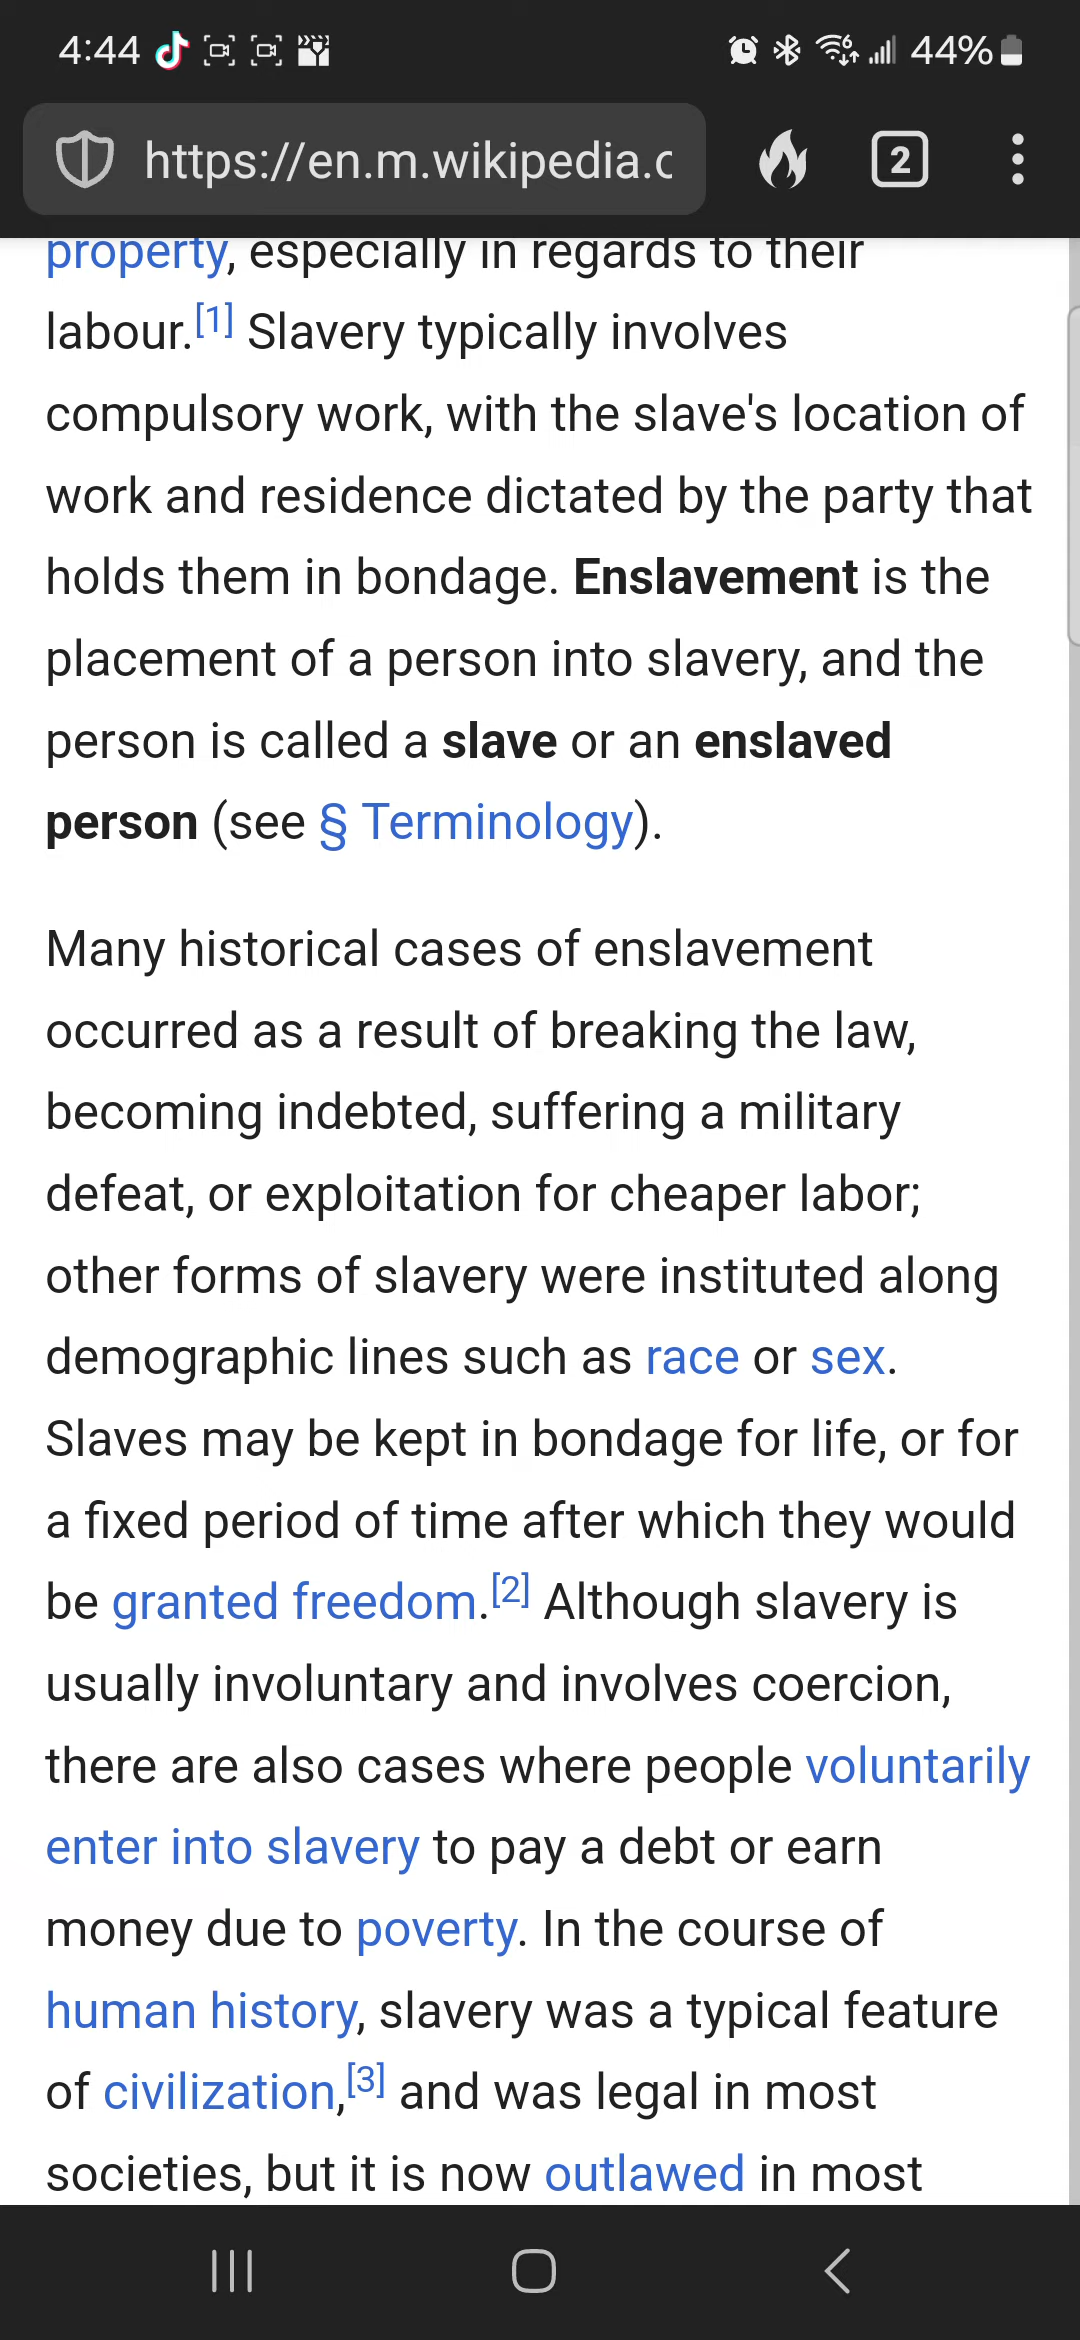 4:44
44%
https://en.m.wikipedia.c
2
property, especially in regards to their
labour.[1] Slavery typically involves
compulsory work, with the slave's location of
work and residence dictated by the party that
holds them in bondage. Enslavement is the
placement of a person into slavery, and the
person is called a slave or an enslaved
person (see § Terminology).
Many historical cases of enslavement
occurred as a result of breaking the law,
becoming indebted, suffering a military
defeat, or exploitation for cheaper labor;
other forms of slavery were instituted along
demographic lines such as race or sex.
Slaves may be kept in bondage for life, or for
a fixed period of time after which they would
be granted freedom.[2] Although slavery is
usually involuntary and involves coercion,
there are also cases where people voluntarily
enter into slavery to pay a debt or earn
money due to poverty. In the course of
human history, slavery was a typical feature
of civilization,[3] and was legal in most
societies, but it is now outlawed in most